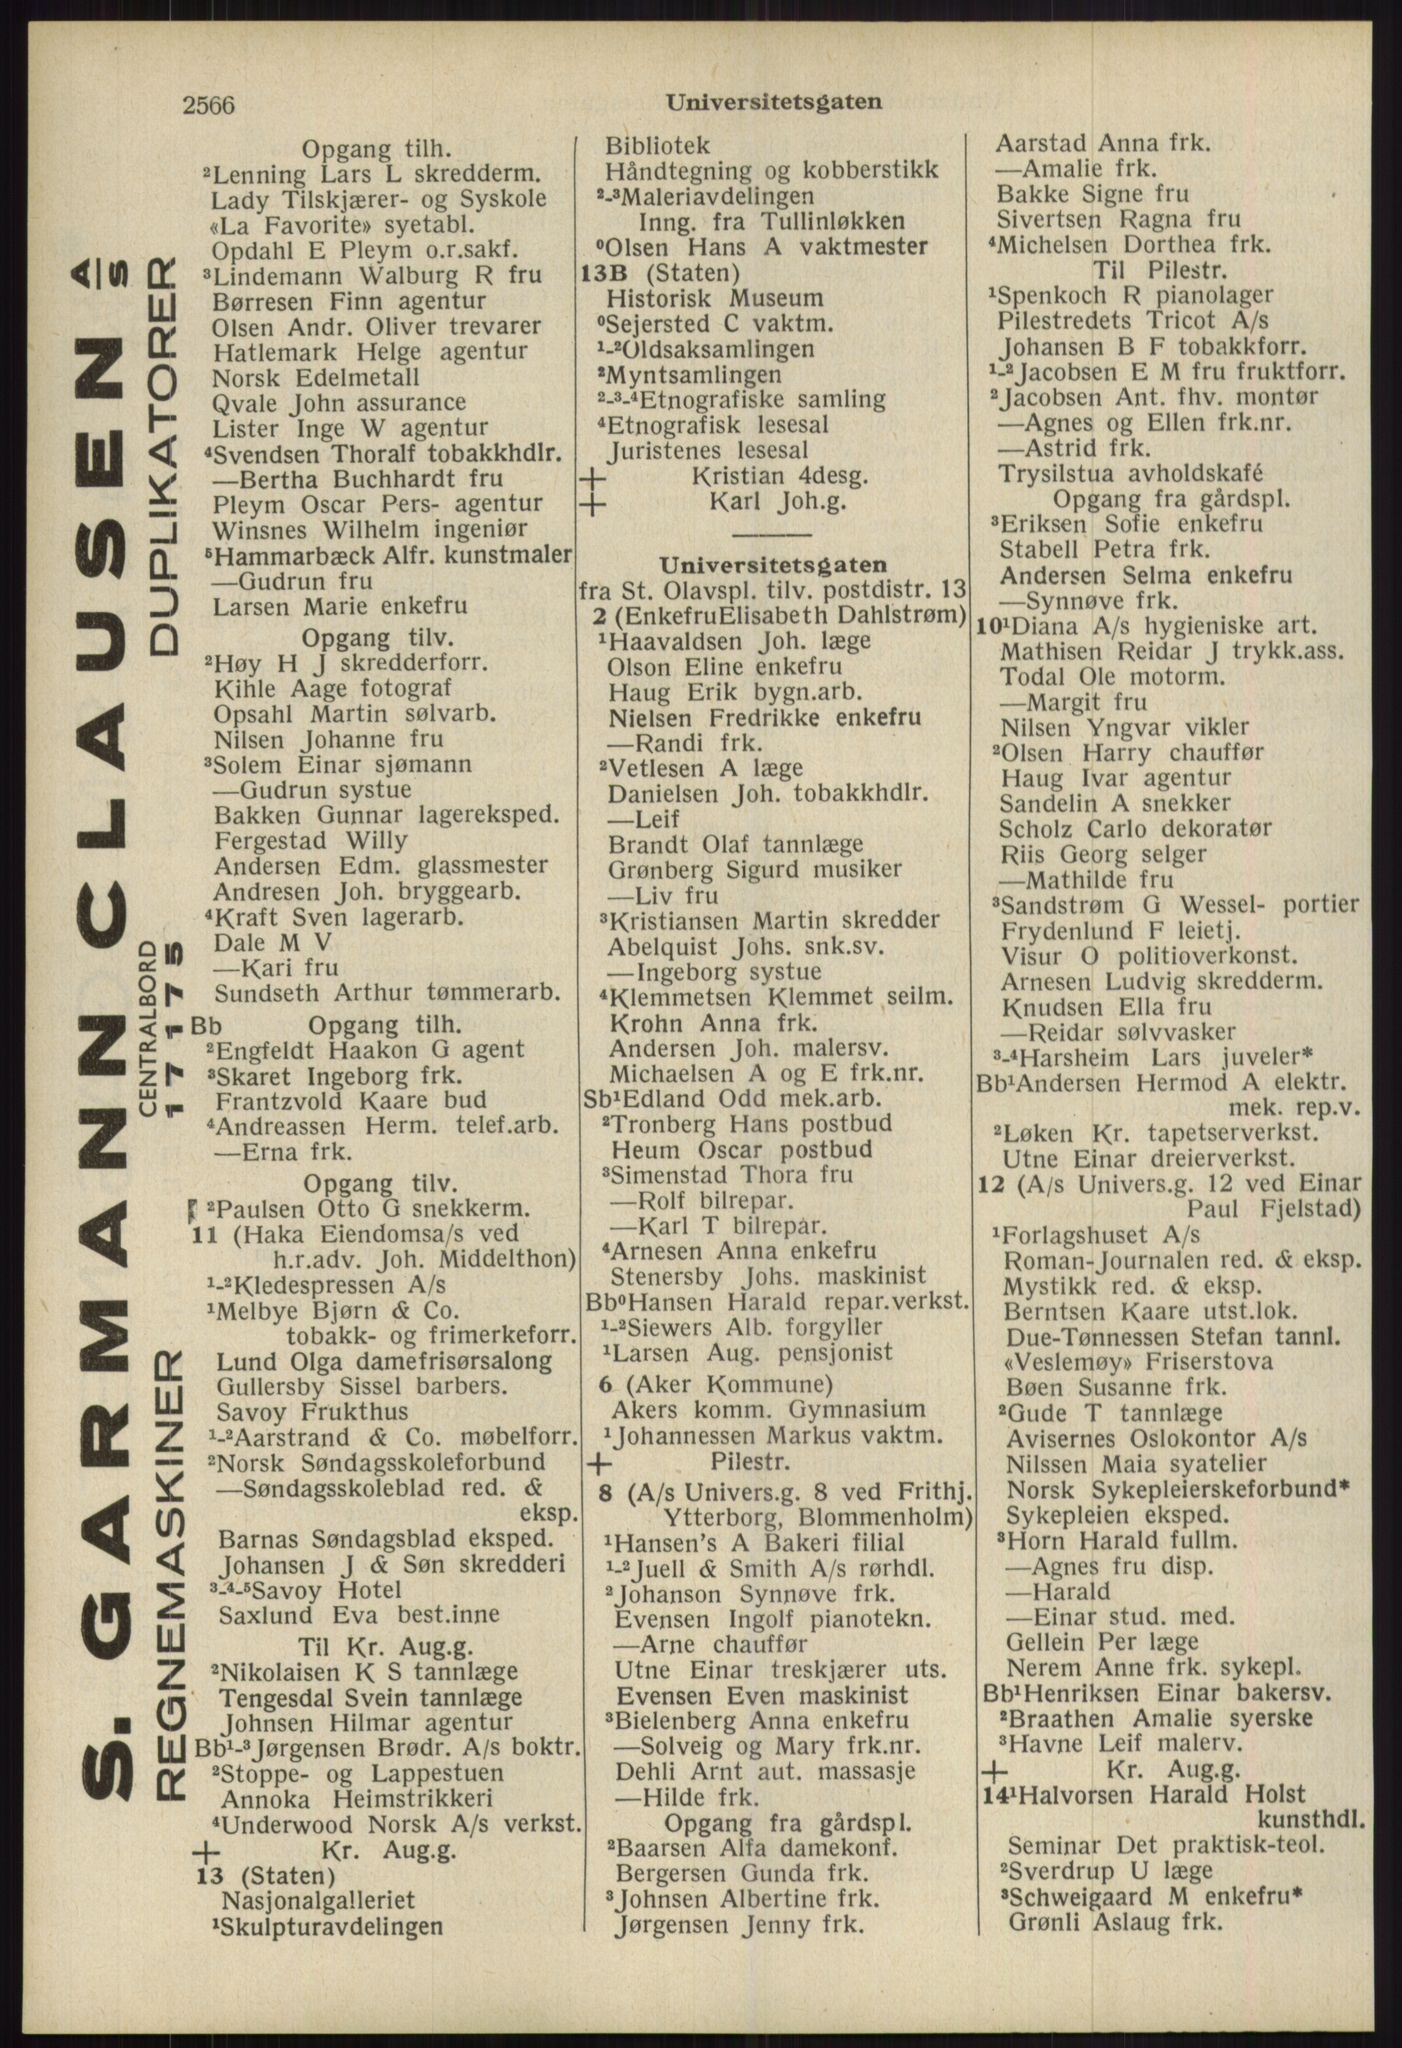 2566
Universitetsgaten
S. GARMANN CLAUSEN A/S
REGNEMASKINER
CENTRALBORD
17175
DUPLIKATORER
Opgang tilh.
²Lenning Lars L skredderm.
Lady Tilskjærer- og Syskole
«La Favorite» syetabl.
Opdahl E Pleym o.r.sakf.
³Lindemann Walburg R fru
Børresen Finn agentur
Olsen Andr. Oliver trevarer
Hatlemark Helge agentur
Norsk Edelmetall
Qvale John assurance
Lister Inge W agentur
⁴Svendsen Thoralf tobakkhdlr.
—Bertha Buchhardt fru
Pleym Oscar Pers- agentur
Winsnes Wilhelm ingeniør
⁵Hammarbæck Alfr. kunstmaler
—Gudrun fru
Larsen Marie enkefru
Opgang tilv.
²Høy H J skredderforr.
Kihle Aage fotograf
Opsahl Martin sølvarb.
Nilsen Johanne fru
³Solem Einar sjømann
—Gudrun systue
Bakken Gunnar lagereksped.
Fergestad Willy
Andersen Edm. glassmester
Andresen Joh. bryggearb.
⁴Kraft Sven lagerarb.
Dale M V
—Kari fru
Sundseth Arthur tømmerarb.
Bb Opgang tilh.
²Engfeldt Haakon G agent
³Skaret Ingeborg frk.
Frantzvold Kaare bud
⁴Andreassen Herm. telef.arb.
—Erna frk.
Opgang tilv.
²Paulsen Otto G snekkerm.
11 (Haka Eiendomsa/s ved
h.r.adv. Joh. Middelthon)
¹-²Kledespressen A/s
¹Melbye Bjørn & Co.
tobakk- og frimerkeforr.
Lund Olga damefrisørsalong
Gullersby Sissel barbers.
Savoy Frukthus
¹-²Aarstrand & Co. møbelforr.
²Norsk Søndagsskoleforbund
—Søndagsskoleblad red. &
eksp.
Barnas Søndagsblad eksped.
Johansen J & Søn skredderi
³-⁴-⁵Savoy Hotel
Saxlund Eva best.inne
Til Kr. Aug.g.
²Nikolaisen K S tannlæge
Tengesdal Svein tannlæge
Johnsen Hilmar agentur
Bb¹-³Jørgensen Brødr. A/s boktr.
²Stoppe- og Lappestuen
Annoka Heimstrikkeri
⁴Underwood Norsk A/s verkst.
+ Kr. Aug.g.
13 (Staten)
Nasjonalgalleriet
¹Skulpturavdelingen
Bibliotek
Håndtegning og kobberstikk
²-³Maleriavdelingen
Inng. fra Tullinløkken
⁰Olsen Hans A vaktmester
13B (Staten)
Historisk Museum
⁰Sejersted C vaktm.
¹-²Oldsaksamlingen
²Myntsamlingen
²-³-⁴Etnografiske samling
⁴Etnografisk lesesal
Juristenes lesesal
+ Kristian 4desg.
+ Karl Joh.g.
Universitetsgaten
fra St. Olavspl. tilv. postdistr. 13
2 (EnkefruElisabeth Dahlstrøm)
¹Haavaldsen Joh. læge
Olson Eline enkefru
Haug Erik bygn.arb.
Nielsen Fredrikke enkefru
—Randi frk.
²Vetlesen A læge
Danielsen Joh. tobakkhdlr.
—Leif
Brandt Olaf tannlæge
Grønberg Sigurd musiker
—Liv fru
³Kristiansen Martin skredder
Abelquist Johs. snk.sv.
—Ingeborg systue
⁴Klemmetsen Klemmet seilm.
Krohn Anna frk.
Andersen Joh. malersv.
Michaelsen A og E frk.nr.
Sb¹Edland Odd mek.arb.
²Tronberg Hans postbud
Heum Oscar postbud
³Simenstad Thora fru
—Rolf bilrepar.
—Karl T bilrepar.
⁴Arnesen Anna enkefru
Stenersby Johs. maskinist
Bb⁰Hansen Harald repar.verkst.
¹-²Siewers Alb. forgyller
¹Larsen Aug. pensjonist
6 (Aker Kommune)
Akers komm. Gymnasium
¹Johannessen Markus vaktm.
+ Pilestr.
8 (A/s Univers.g. 8 ved Frithj.
Ytterborg, Blommenholm)
¹Hansen's A Bakeri filial
¹-²Juell & Smith A/s rørhdl.
²Johanson Synnøve frk.
Evensen Ingolf pianotekn.
—Arne chauffør
Utne Einar treskjærer uts.
Evensen Even maskinist
³Bielenberg Anna enkefru
—Solveig og Mary frk.nr.
Dehli Arnt aut. massasje
—Hilde frk.
Opgang fra gårdspl.
²Baarsen Alfa damekonf.
Bergersen Gunda frk.
³Johnsen Albertine frk.
Jørgensen Jenny frk.
Aarstad Anna frk.
—Amalie frk.
Bakke Signe fru
Sivertsen Ragna fru
⁴Michelsen Dorthea frk.
Til Pilestr.
¹Spenkoch R pianolager
Pilestredets Tricot A/s
Johansen B F tobakkforr.
¹-²Jacobsen E M fru fruktforr.
²Jacobsen Ant. fhv. montør
—Agnes og Ellen frk.nr.
—Astrid frk.
Trysilstua avholdskafé
Opgang fra gårdspl.
³Eriksen Sofie enkefru
Stabell Petra frk.
Andersen Selma enkefru
—Synnøve frk.
10¹Diana A/s hygieniske art.
Mathisen Reidar J trykk.ass.
Todal Ole motorm.
—Margit fru
Nilsen Yngvar vikler
²Olsen Harry chauffør
Haug Ivar agentur
Sandelin A snekker
Scholz Carlo dekoratør
Riis Georg selger
—Mathilde fru
³Sandstrøm G Wessel- portier
Frydenlund F leietj.
Visur O politioverkonst.
Arnesen Ludvig skredderm.
Knudsen Ella fru
—Reidar sølvvasker
³-⁴Harsheim Lars juveler*
Bb¹Andersen Hermod A elektr.
mek. rep.v.
²Løken Kr. tapetserverkst.
Utne Einar dreierverkst.
12 (A/s Univers.g. 12 ved Einar
Paul Fjelstad)
¹Forlagshuset A/s
Roman-Journalen red. & eksp.
Mystikk red. & eksp.
Berntsen Kaare utst.lok.
Due-Tønnessen Stefan tannl.
«Veslemøy» Friserstova
Bøen Susanne frk.
²Gude T tannlæge
Avisernes Oslokontor A/s
Nilssen Maia syatelier
Norsk Sykepleierskeforbund*
Sykepleien eksped.
³Horn Harald fullm.
—Agnes fru disp.
—Harald
—Einar stud. med.
Gellein Per læge
Nerem Anne frk. sykepl.
Bb¹Henriksen Einar bakersv.
²Braathen Amalie syerske
³Havne Leif malerv.
+ Kr. Aug.g.
14¹Halvorsen Harald Holst
kunsthdl.
Seminar Det praktisk-teol.
²Sverdrup U læge
³Schweigaard M enkefru*
Grønli Aslaug frk.